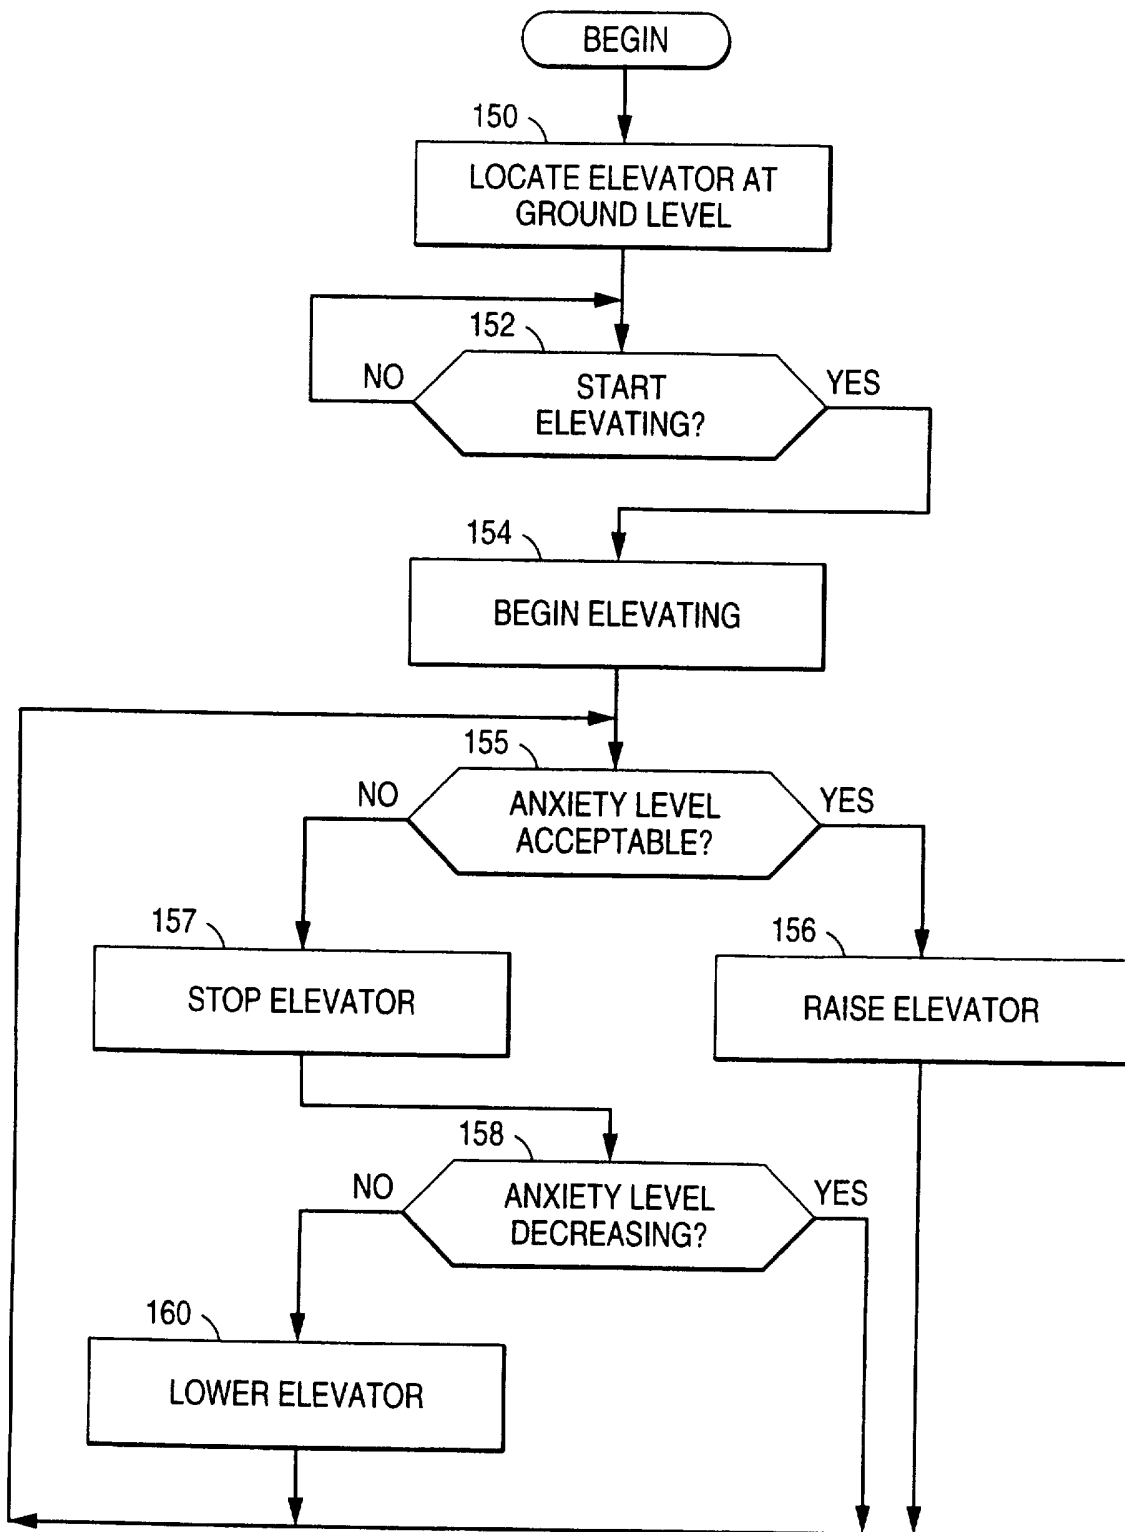 BEGIN
150
LOCATE ELEVATOR AT
GROUND LEVEL
152
NO
START
ELEVATING?
YES
154
BEGIN ELEVATING
155
NO
ANXIETY LEVEL
ACCEPTABLE?
YES
157
STOP ELEVATOR
156
RAISE ELEVATOR
158
NO
ANXIETY LEVEL
DECREASING?
YES
160
LOWER ELEVATOR